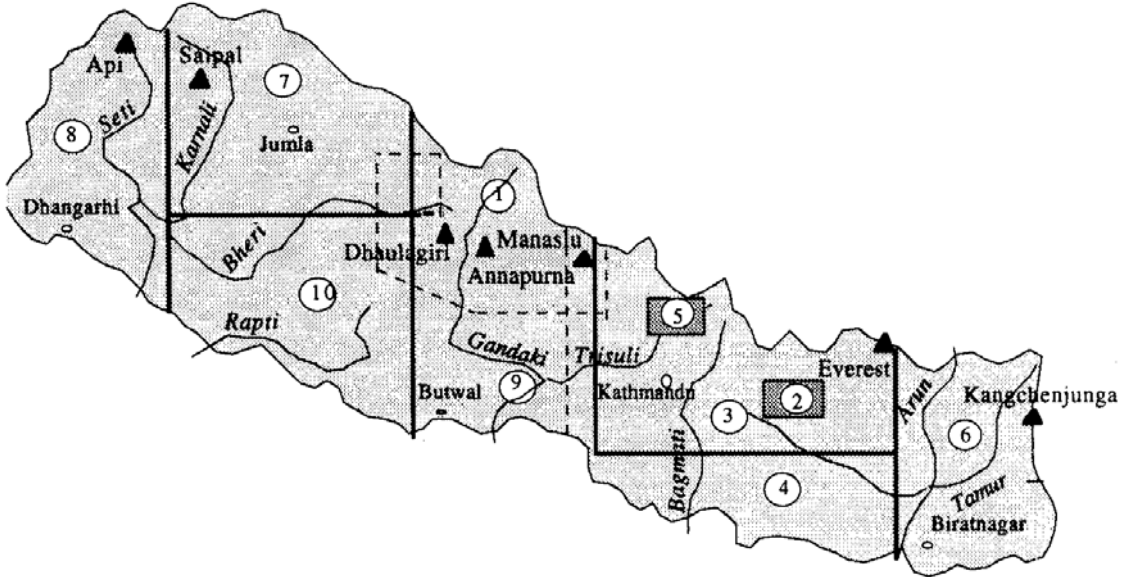 Api
Saipal
7
8
Seti
Karnali
Jumla
1
Dhangarhi
Bheri
Dhaulagiri
Manaslu
Annapurna
10
5
Rapti
Gandaki
Trisuli
Everest
Butwal
9
Kathmandu
2
3
Arun
Kangchenjunga
6
Bagmati
4
Tamur
Biratnagar